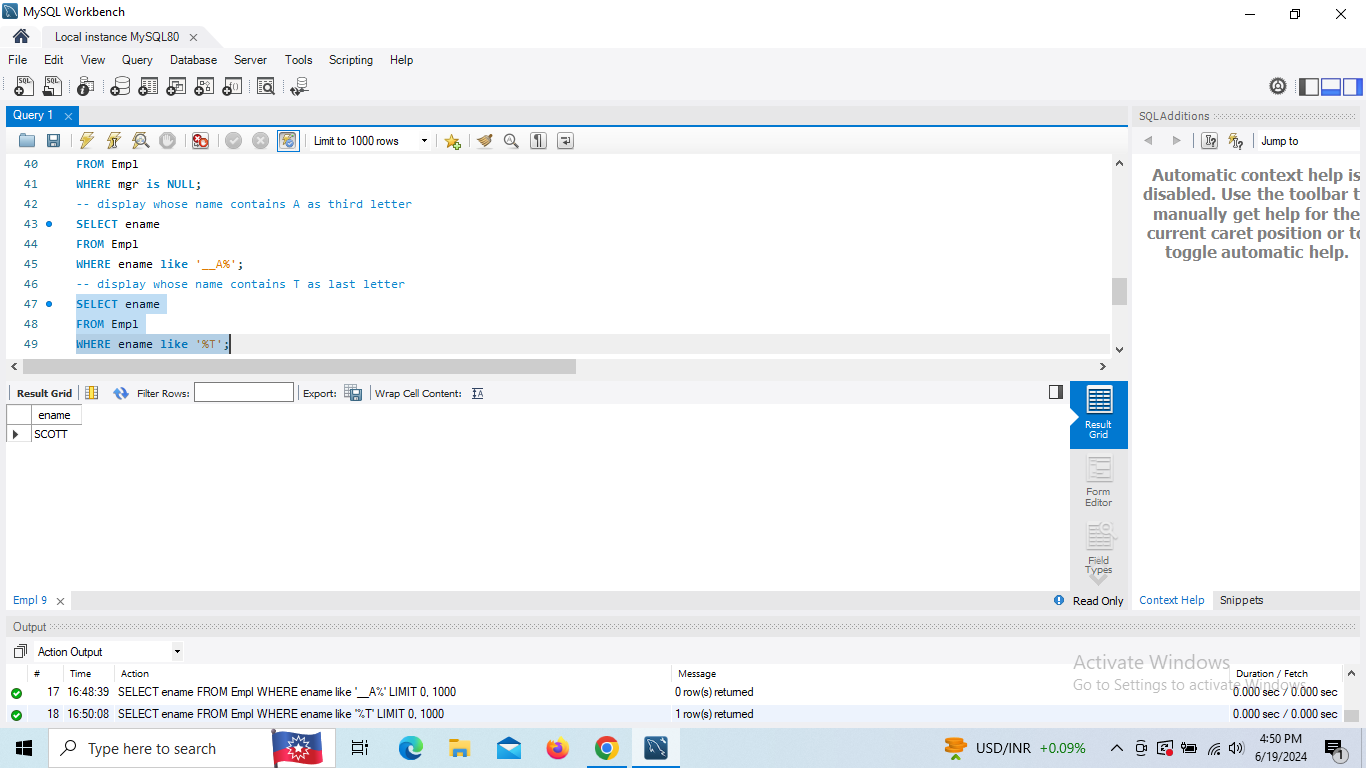 MySQL Workbench
Local instance MySQL80
File Edit View Query Database Server Tools Scripting Help
Query 1
SQLAdditions
Limit to 1000 rows
Jump to
40 FROM Empl
41 WHERE mgr is NULL;
42 -- display whose name contains A as third letter
43 SELECT ename
44 FROM Empl
45 WHERE ename like '__A%';
46 -- display whose name contains T as last letter
47 SELECT ename
48 FROM Empl
49 WHERE ename like '%T';
Automatic context help is
disabled. Use the toolbar t
manually get help for the
current caret position or to
toggle automatic help.
Result Grid Filter Rows: Export: Wrap Cell Content:
ename
SCOTT
Result
Grid
Form
Editor
Field
Types
Empl 9
Read Only
Context Help Snippets
Output
Action Output
# Time Action Message Duration / Fetch
17 16:48:39 SELECT ename FROM Empl WHERE ename like '__A%' LIMIT 0, 1000 0 row(s) returned 0.000 sec / 0.000 sec
18 16:50:08 SELECT ename FROM Empl WHERE ename like '%T' LIMIT 0, 1000 1 row(s) returned 0.000 sec / 0.000 sec
Activate Windows
Go to Settings to activate Windows.
Type here to search
USD/INR +0.09%
4:50 PM
6/19/2024
1